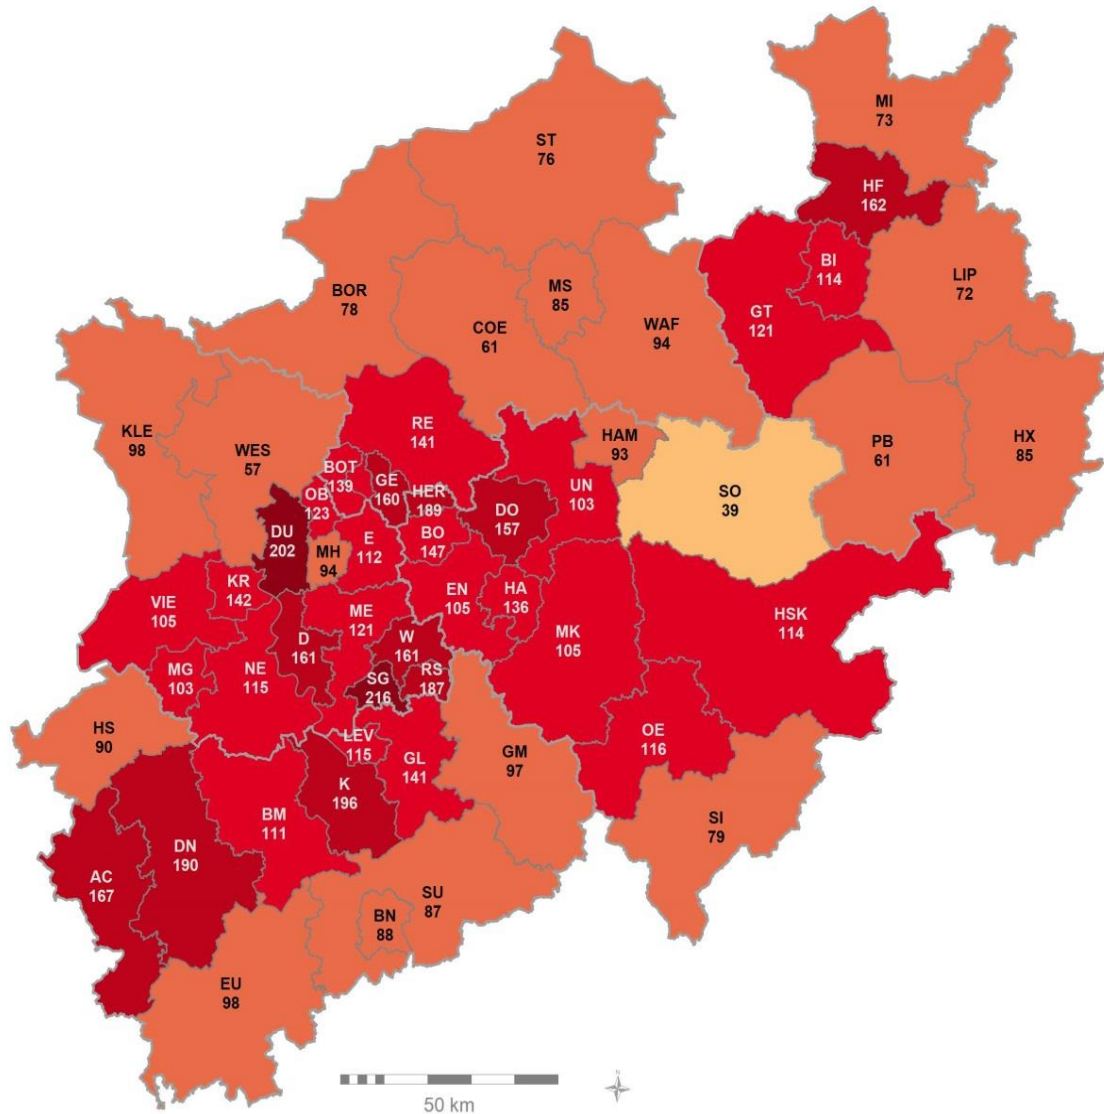 MI
73
ST
76
HF
162
BI
114
LIP
72
BOR
78
MS
85
COE
61
WAF
94
GT
121
KLE
98
WES
57
RE
141
HAM
93
PB
61
HX
85
BOT
139
GE
160
HER
189
UN
103
SO
39
OB
123
DO
157
DU
202
MH
94
E
112
BO
147
KR
142
VIE
105
EN
105
HA
136
HSK
114
ME
121
MK
105
D
161
W
161
MG
103
NE
115
SG
216
RS
187
HS
90
LEV
115
GL
141
GM
97
OE
116
K
196
BM
111
SI
79
DN
190
AC
167
SU
87
BN
88
EU
98
50 km